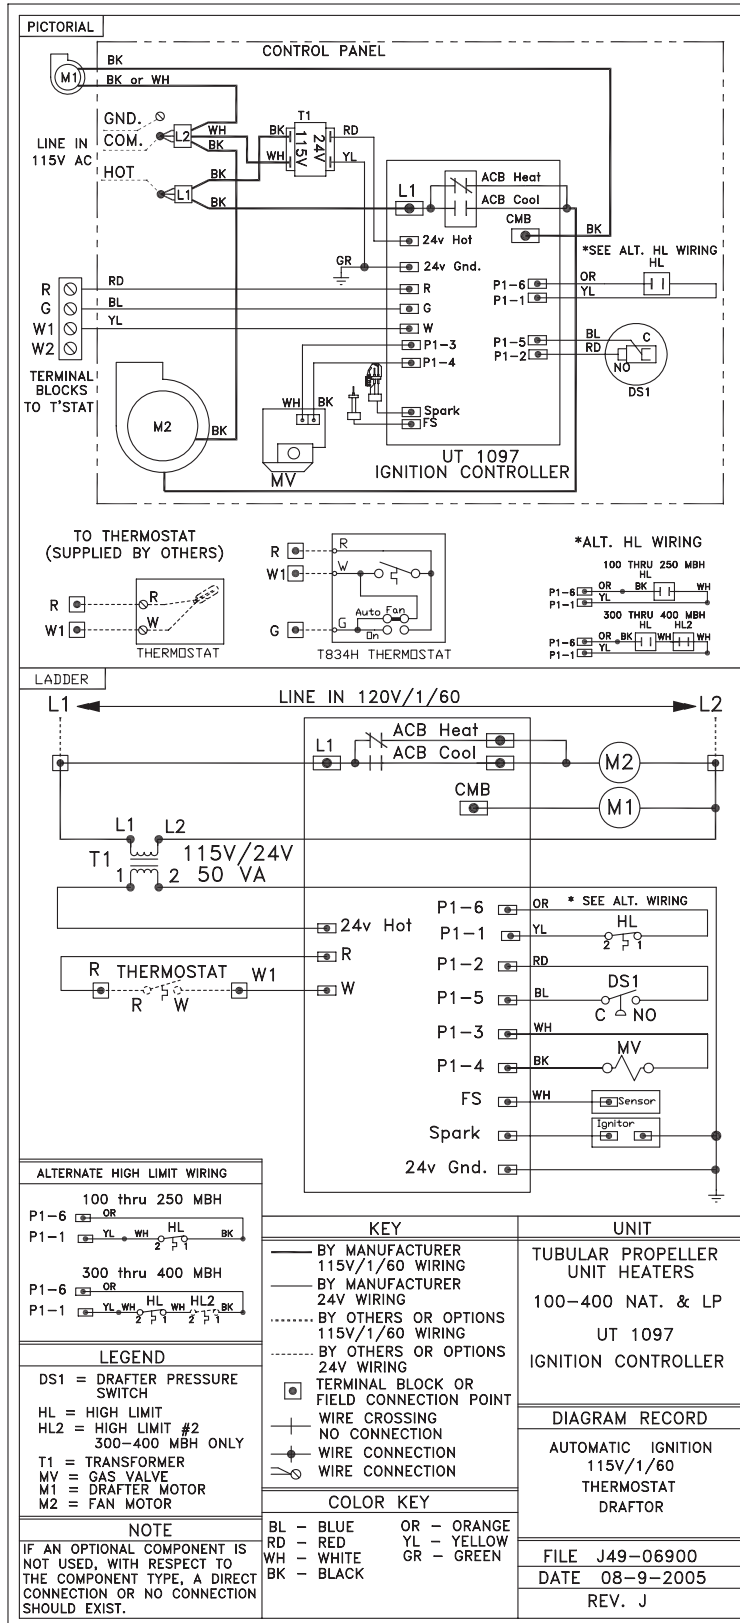 PICTORIAL
CONTROL PANEL
M1
BK
BK or WH
GND.
COM.
LINE IN
115V AC
HOT
L2
WH
BK
L1
BK
BK
T1
BK
WH
115V
24V
RD
YL
L1
ACB Heat
ACB Cool
CMB
BK
24v Hot
GR
24v Gnd.
*SEE ALT. HL WIRING
HL
P1-6
OR
P1-1
YL
R
RD
R
G
BL
G
W1
YL
W
W2
P1-3
P1-4
P1-5
BL
C
P1-2
RD
NO
DS1
TERMINAL
BLOCKS
TO T'STAT
M2
BK
WH
BK
MV
Spark
FS
UT 1097
IGNITION CONTROLLER
TO THERMOSTAT
(SUPPLIED BY OTHERS)
R
R
W1
W
THERMOSTAT
R
R
W1
W
Auto Fan
G
G
On
T834H THERMOSTAT
*ALT. HL WIRING
100 THRU 250 MBH
HL
P1-6
OR
BK
WH
P1-1
YL
300 THRU 400 MBH
HL
HL2
P1-6
OR
BK
WH
WH
P1-1
YL
LADDER
L1
LINE IN 120V/1/60
L2
L1
ACB Heat
ACB Cool
M2
CMB
M1
L1
L2
T1
115V/24V
50 VA
1
2
24v Hot
R
R
THERMOSTAT
W1
R
W
W
P1-6
OR
* SEE ALT. WIRING
P1-1
YL
HL
2
1
P1-2
RD
P1-5
BL
DS1
C
NO
P1-3
WH
P1-4
BK
MV
FS
WH
Sensor
Spark
Ignitor
24v Gnd.
ALTERNATE HIGH LIMIT WIRING
100 thru 250 MBH
P1-6
OR
P1-1
YL
WH
HL
2
1
BK
300 thru 400 MBH
P1-6
OR
P1-1
YL
WH
HL
2
1
WH
HL2
2
1
BK
LEGEND
DS1 = DRAFTER PRESSURE
SWITCH
HL = HIGH LIMIT
HL2 = HIGH LIMIT #2
300-400 MBH ONLY
T1 = TRANSFORMER
MV = GAS VALVE
M1 = DRAFTER MOTOR
M2 = FAN MOTOR
NOTE
IF AN OPTIONAL COMPONENT IS
NOT USED, WITH RESPECT TO
THE COMPONENT TYPE, A DIRECT
CONNECTION OR NO CONNECTION
SHOULD EXIST.
KEY
BY MANUFACTURER
115V/1/60 WIRING
BY MANUFACTURER
24V WIRING
BY OTHERS OR OPTIONS
115V/1/60 WIRING
BY OTHERS OR OPTIONS
24V WIRING
TERMINAL BLOCK OR
FIELD CONNECTION POINT
WIRE CROSSING
NO CONNECTION
WIRE CONNECTION
WIRE CONNECTION
COLOR KEY
BL - BLUE
OR - ORANGE
RD - RED
YL - YELLOW
WH - WHITE
GR - GREEN
BK - BLACK
UNIT
TUBULAR PROPELLER
UNIT HEATERS
100-400 NAT. & LP
UT 1097
IGNITION CONTROLLER
DIAGRAM RECORD
AUTOMATIC IGNITION
115V/1/60
THERMOSTAT
DRAFTOR
FILE J49-06900
DATE 08-9-2005
REV. J